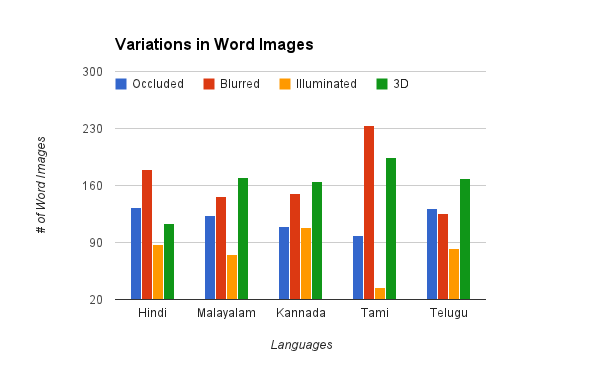 Variations in Word Images
300
Occluded Blurred Illuminated 3D
230
160
90
20
# of Word Images
Hindi Malayalam Kannada Tami Telugu
Languages